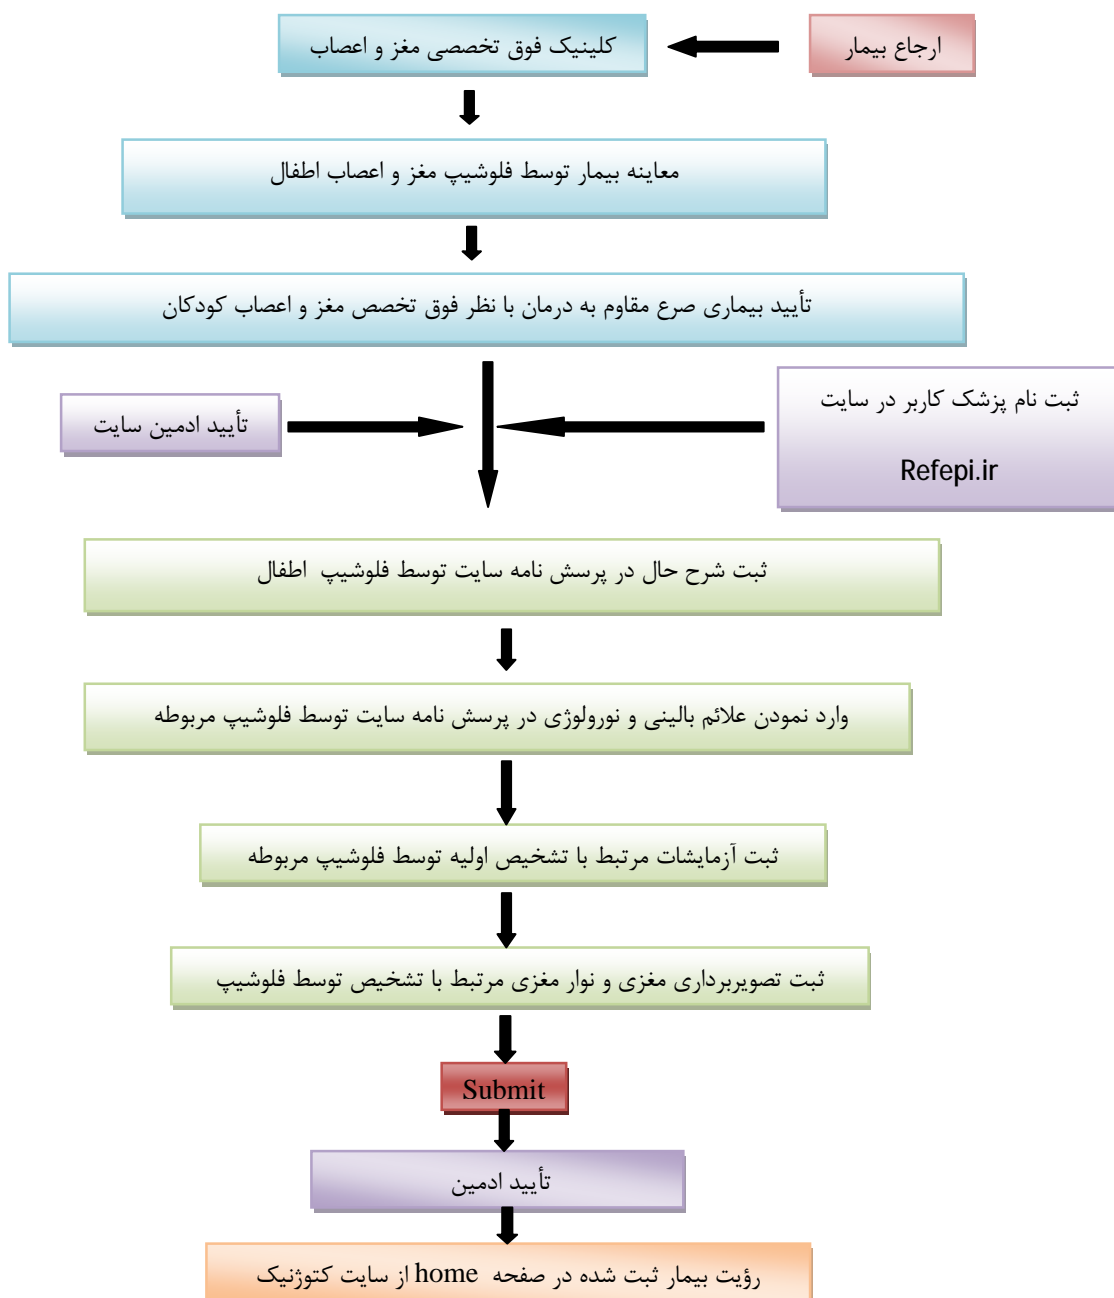 ارجاع بیمار
کلینیک فوق تخصصی مغز و اعصاب
معاینه بیمار توسط فلوشیپ مغز و اعصاب اطفال
تأیید بیماری صرع مقاوم به درمان با نظر فوق تخصص مغز و اعصاب کودکان
ثبت نام پزشک کاربر در سایت
Refepi.ir
تأیید ادمین سایت
ثبت شرح حال در پرسش نامه سایت توسط فلوشیپ اطفال
وارد نمودن علائم بالینی و نورولوژی در پرسش نامه سایت توسط فلوشیپ مربوطه
ثبت آزمایشات مرتبط با تشخیص اولیه توسط فلوشیپ مربوطه
ثبت تصویربرداری مغزی و نوار مغزی مرتبط با تشخیص توسط فلوشیپ
Submit
تأیید ادمین
رؤیت بیمار ثبت شده در صفحه home از سایت کتوژنیک